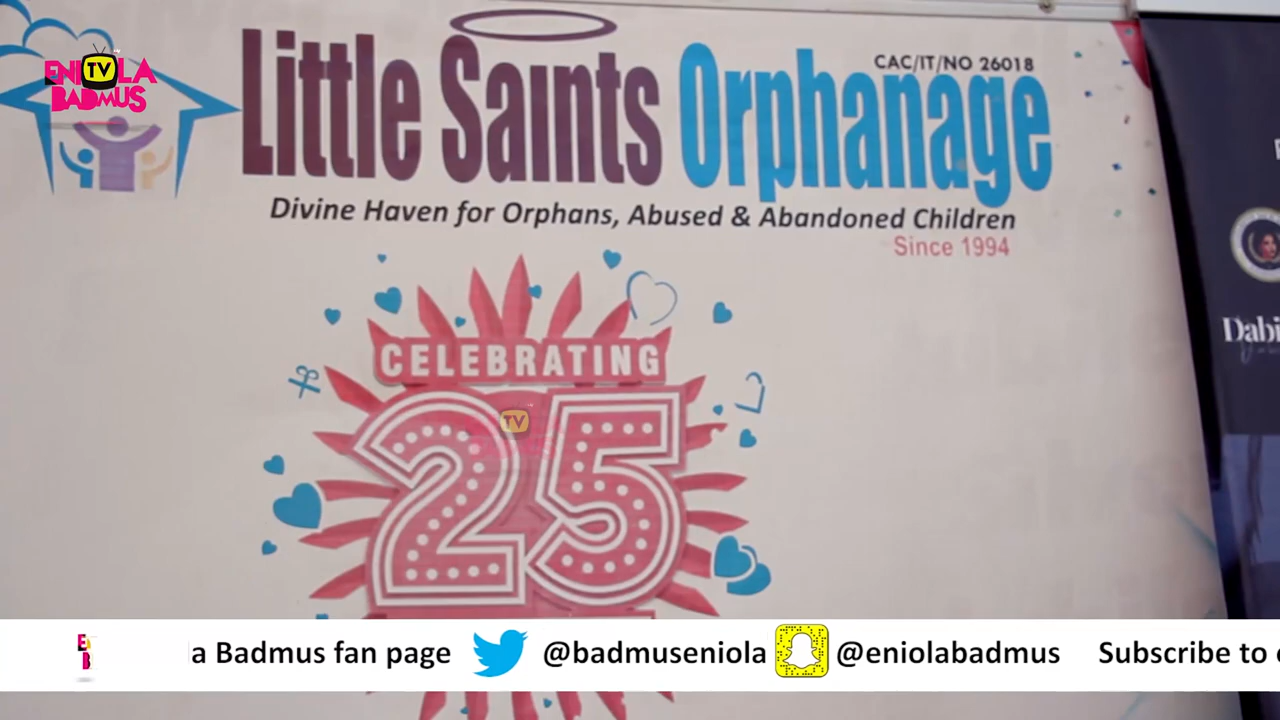 ENIOLA
TV
BADMUS
Little Saints Orphanage
CAC/IT/NO 26018
Divine Haven for Orphans, Abused & Abandoned Children
Since 1994
CELEBRATING
25
TV
Dabi
a Badmus fan page @badmuseniola @eniolabadmus Subscribe to